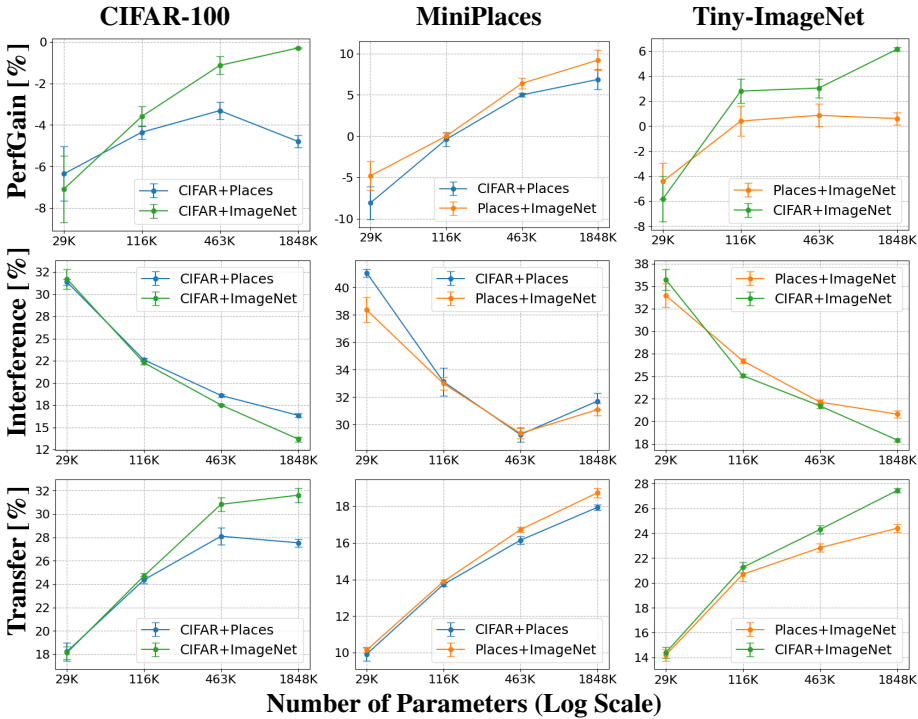 CIFAR-100 MiniPlaces Tiny-ImageNet
PerfGain [%]
0
-2
-4
-6
-8
CIFAR+Places
CIFAR+ImageNet
29K 116K 463K 1848K
10
5
0
-5
-10
CIFAR+Places
Places+ImageNet
29K 116K 463K 1848K
6
4
2
0
-2
-4
-6
-8
Places+ImageNet
CIFAR+ImageNet
29K 116K 463K 1848K
Interference [%]
32
30
28
25
22
20
18
15
12
CIFAR+Places
CIFAR+ImageNet
29K 116K 463K 1848K
40
38
36
34
32
30
CIFAR+Places
Places+ImageNet
29K 116K 463K 1848K
38
35
32
30
28
25
22
20
18
Places+ImageNet
CIFAR+ImageNet
29K 116K 463K 1848K
Transfer [%]
32
30
28
26
24
22
20
18
CIFAR+Places
CIFAR+ImageNet
29K 116K 463K 1848K
18
16
14
12
10
CIFAR+Places
Places+ImageNet
29K 116K 463K 1848K
28
26
24
22
20
18
16
14
Places+ImageNet
CIFAR+ImageNet
29K 116K 463K 1848K
Number of Parameters (Log Scale)